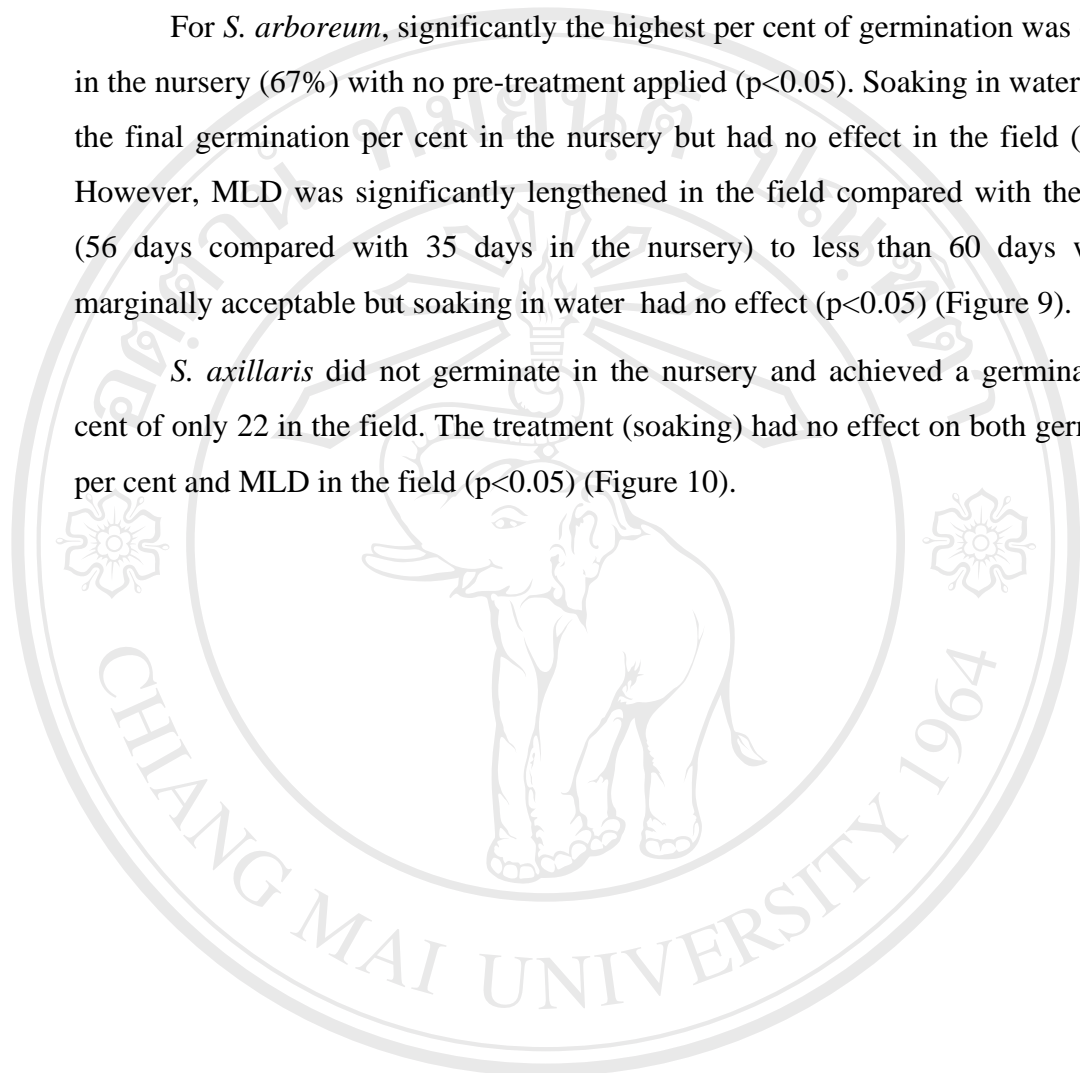 For S. arboreum, significantly the highest per cent of germination was
in the nursery (67%) with no pre-treatment applied (p<0.05). Soaking in water
the final germination per cent in the nursery but had no effect in the field (
However, MLD was significantly lengthened in the field compared with the
(56 days compared with 35 days in the nursery) to less than 60 days
marginally acceptable but soaking in water had no effect (p<0.05) (Figure 9).
S. axillaris did not germinate in the nursery and achieved a
cent of only 22 in the field. The treatment (soaking) had no effect on both
per cent and MLD in the field (p<0.05) (Figure 10).
CHIANG MAI UNIVERSITY 1964